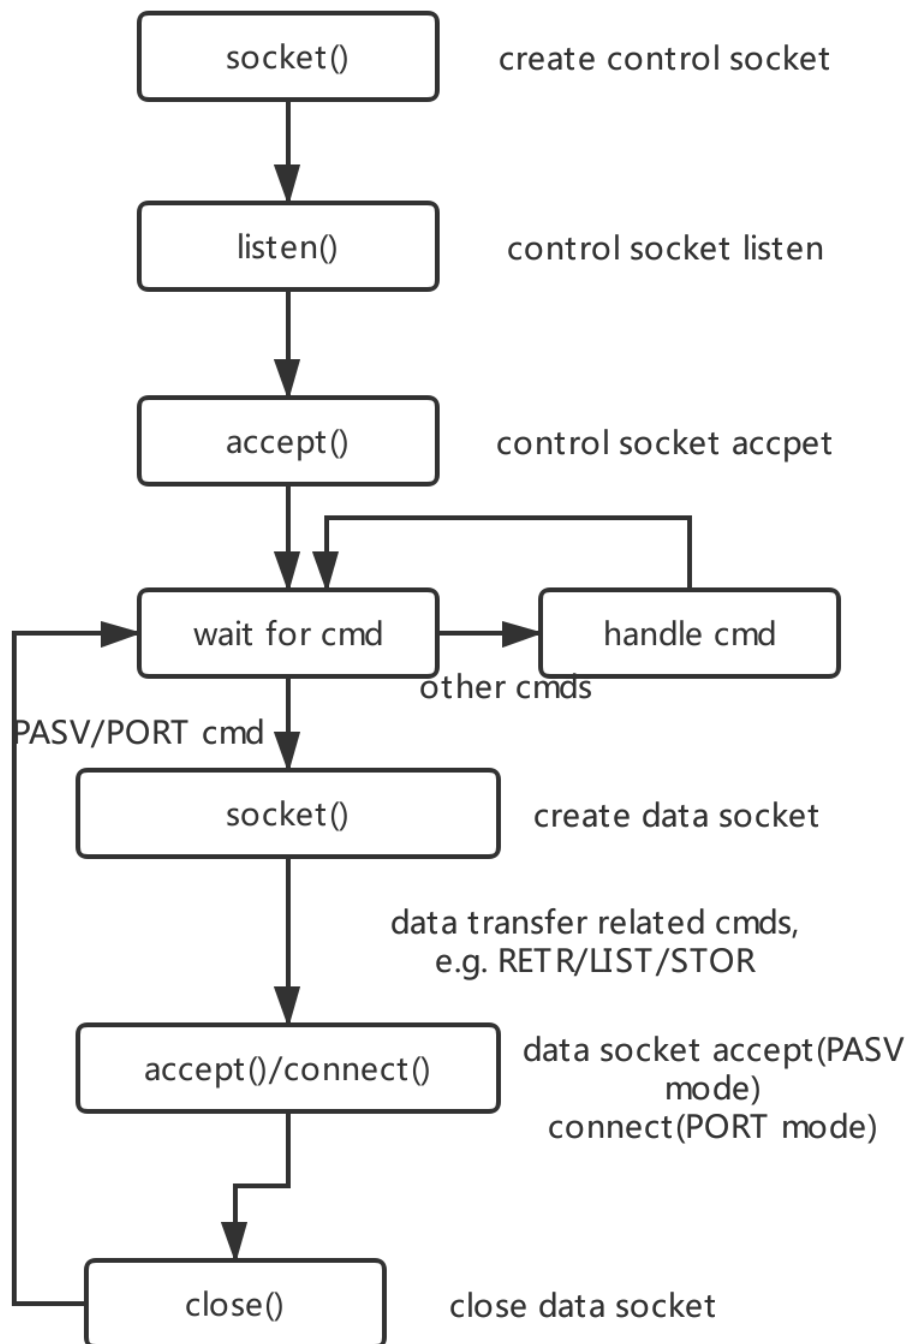 socket()
create control socket
listen()
control socket listen
accept()
control socket accpet
wait for cmd
handle cmd
other cmds
PASV/PORT cmd
socket()
create data socket
data transfer related cmds,
e.g. RETR/LIST/STOR
accept()/connect()
data socket accept(PASV
mode)
connect(PORT mode)
close()
close data socket